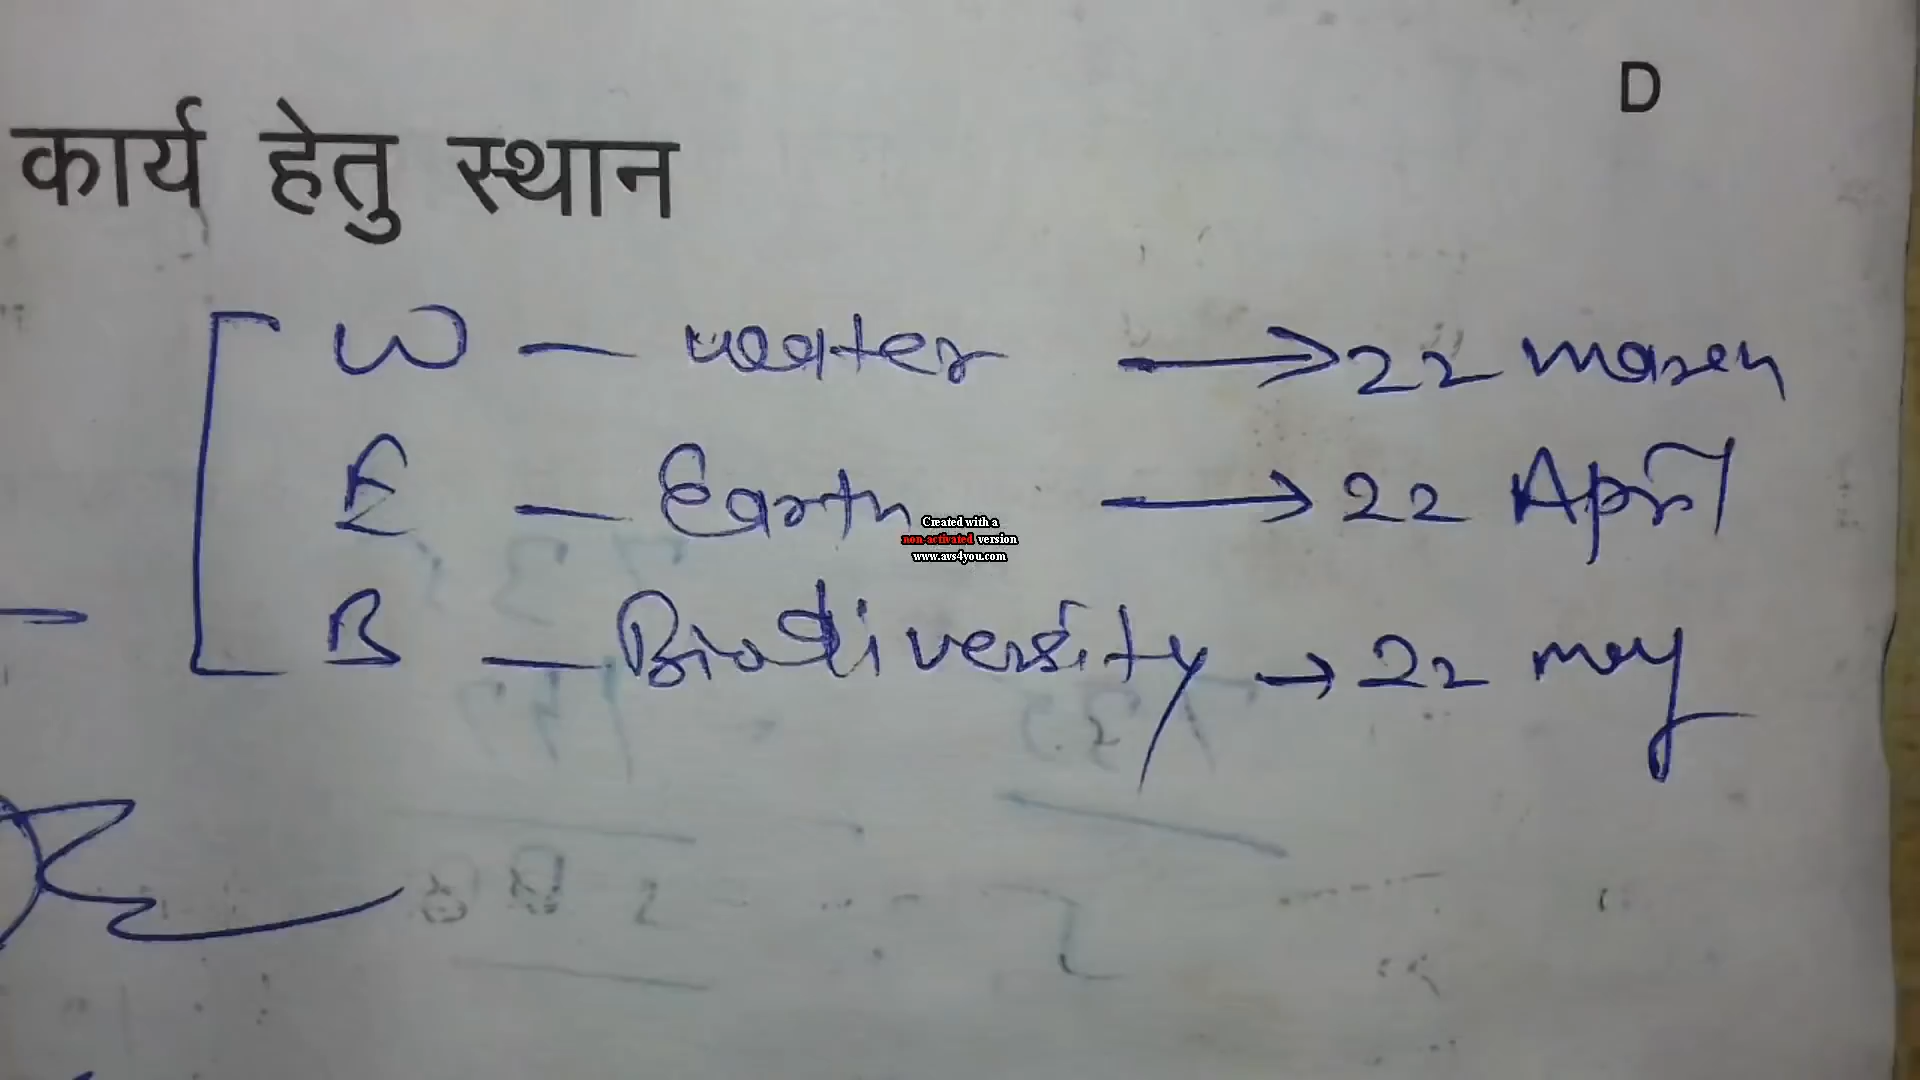 D
कार्य हेतु स्थान
W — water → 22 march
E — Earth → 22 April
Created with a
non-activated version
www.avs4you.com
B — Biodiversity → 22 may